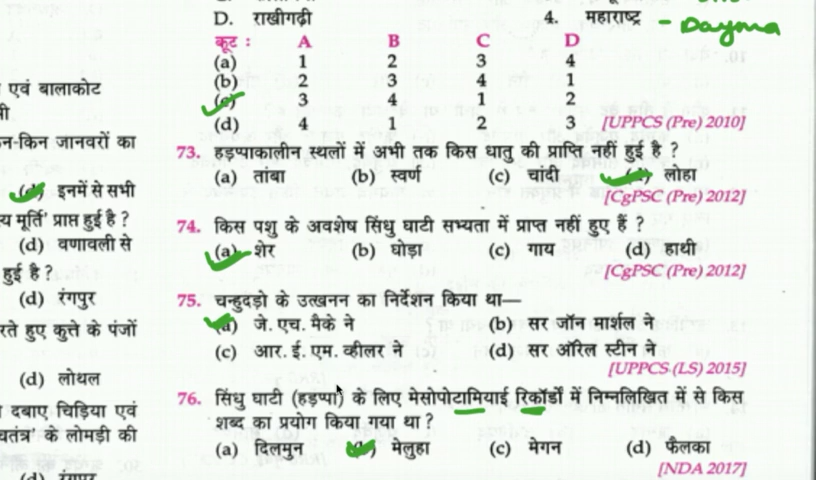 D. राखीगढ़ी 4. महाराष्ट्र - Dayma
कूट : A B C D
(a) 1 2 3 4
(b) 2 3 4 1
(c) 3 4 1 2
(d) 4 1 2 3 [UPPCS (Pre) 2010]
73. हड़प्पाकालीन स्थलों में अभी तक किस धातु की प्राप्ति नहीं हुई है ?
(a) तांबा (b) स्वर्ण (c) चांदी लोहा
[CgPSC (Pre) 2012]
74. किस पशु के अवशेष सिंधु घाटी सभ्यता में प्राप्त नहीं हुए हैं ?
(a) शेर (b) घोड़ा (c) गाय (d) हाथी
[CgPSC (Pre) 2012]
75. चन्हुदड़ो के उत्खनन का निर्देशन किया था—
(a) जे. एच. मैके ने (b) सर जॉन मार्शल ने
(c) आर. ई. एम. व्हीलर ने (d) सर ऑरेल स्टीन ने
[UPPCS (LS) 2015]
76. सिंधु घाटी (हड़प्पा) के लिए मेसोपोटामियाई रिकॉर्डों में निम्नलिखित में से किस
शब्द का प्रयोग किया गया था ?
(a) दिलमुन मेलुहा (c) मेगन (d) फैलका
[NDA 2017]
एवं बालाकोट
न-किन जानवरों का
(d) इनमें से सभी
य मूर्ति' प्राप्त हुई है ?
(d) वणावली से
हुई है ?
(d) रंगपुर
रते हुए कुत्ते के पंजों
(d) लोथल
दबाए चिड़िया एवं
चतंत्र' के लोमड़ी की
(d) रंगपुर